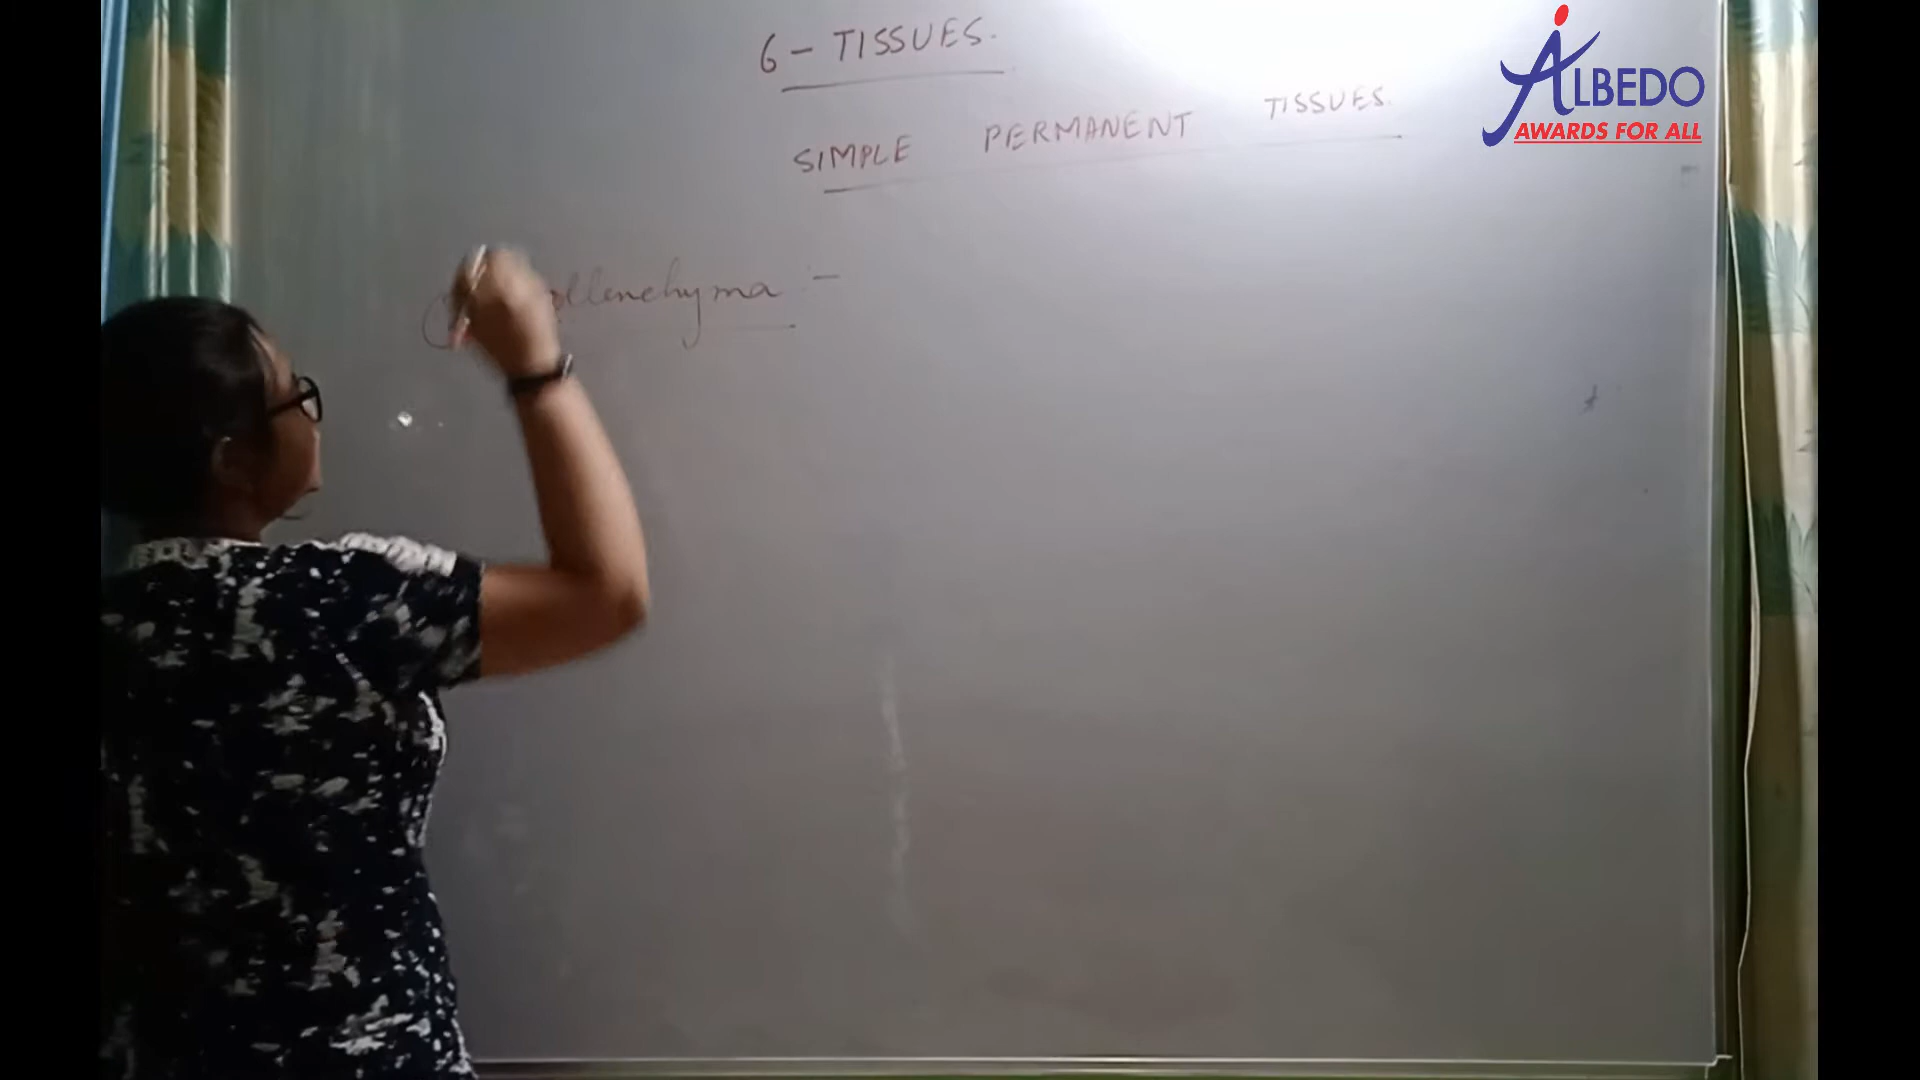 6 - TISSUES.
SIMPLE PERMANENT TISSUES.
ollenchyma :-
ALBEDO
AWARDS FOR ALL